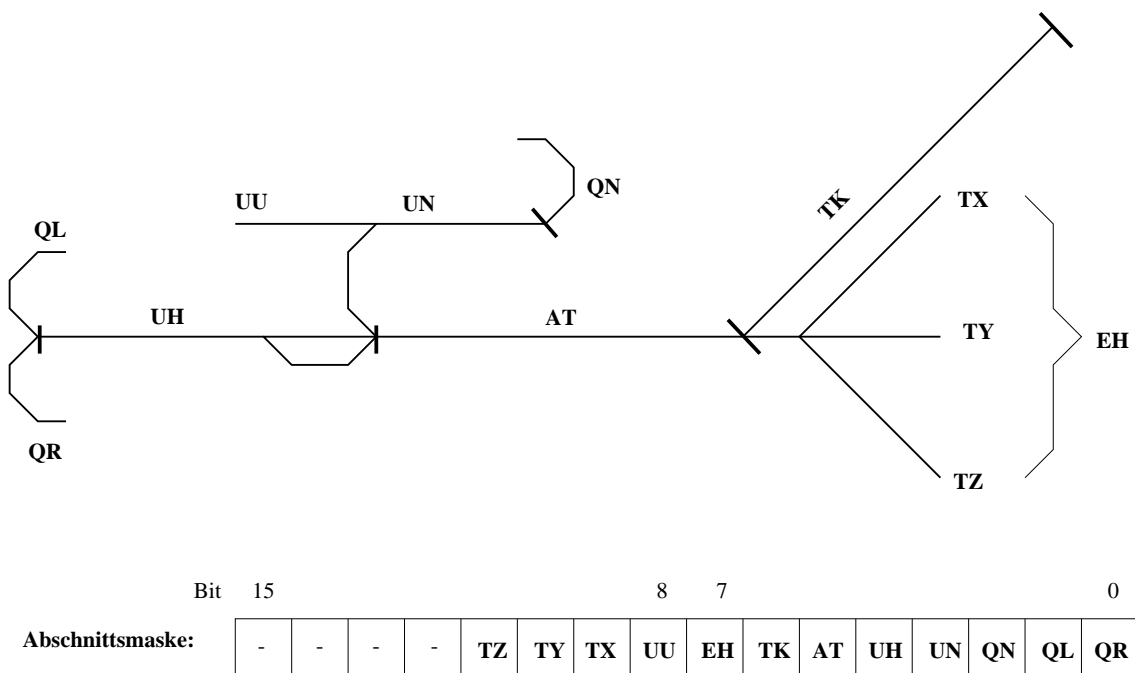 TK
TX
QN
UU UN
QL
UH AT TY EH
QR
TZ
Bit 15 8 7 0
Abschnittsmaske: - - - - TZ TY TX UU EH TK AT UH UN QN QL QR